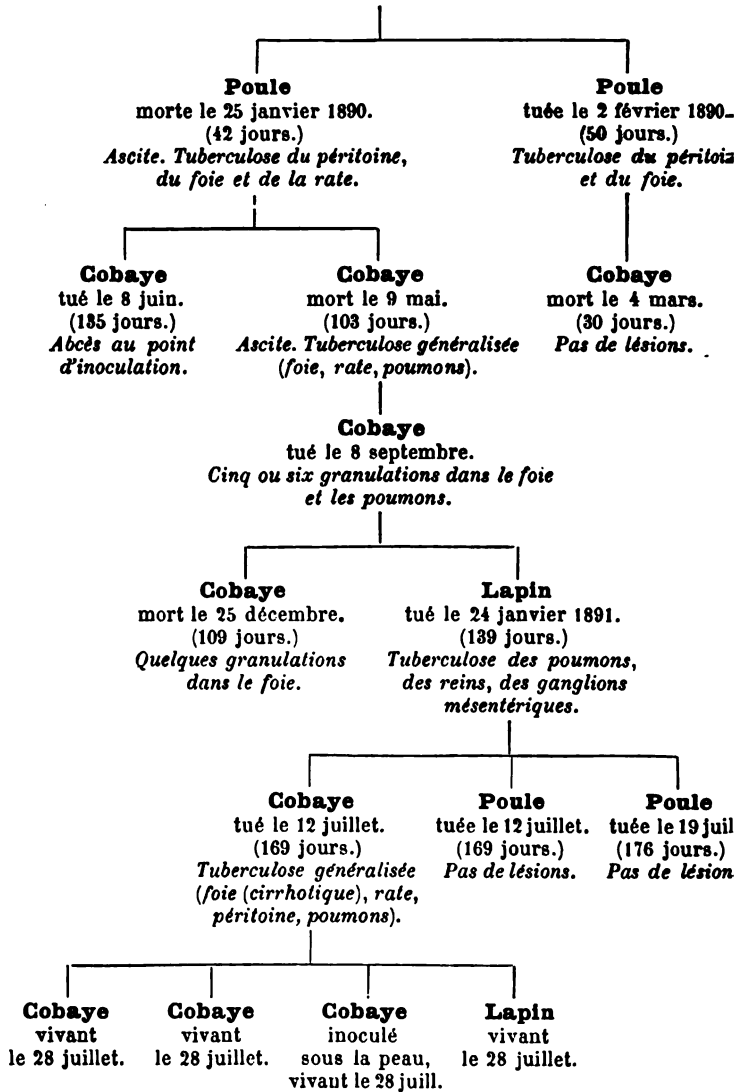 Poule
morte le 25 janvier 1890.
(42 jours.)
Ascite. Tuberculose du péritoine,
du foie et de la rate.
Poule
tuée le 2 février 1890
(50 jours.)
Tuberculose du péritoi
et du foie.
Cobaye
tué le 8 juin.
(135 jours.)
Abcès au point
d'inoculation.
Cobaye
mort le 9 mai.
(103 jours.)
Ascite. Tuberculose généralisée
(foie, rate, poumons).
Cobaye
mort le 4 mars.
(30 jours.)
Pas de lésions.
Cobaye
tué le 8 septembre.
Cinq ou six granulations dans le foie
et les poumons.
Cobaye
mort le 25 décembre.
(109 jours.)
Quelques granulations
dans le foie.
Lapin
tué le 24 janvier 1891.
(139 jours.)
Tuberculose des poumons,
des reins, des ganglions
mésentériques.
Cobaye
tué le 12 juillet.
(169 jours.)
Tuberculose généralisée
(foie (cirrhotique), rate,
péritoine, poumons).
Poule
tuée le 12 juillet.
(169 jours.)
Pas de lésions.
Poule
tuée le 19 juil
(176 jours.)
Pas de lésion
Cobaye
vivant
le 28 juillet.
Cobaye
vivant
le 28 juillet.
Cobaye
inoculé
sous la peau,
vivant le 28 juill.
Lapin
vivant
le 28 juillet.